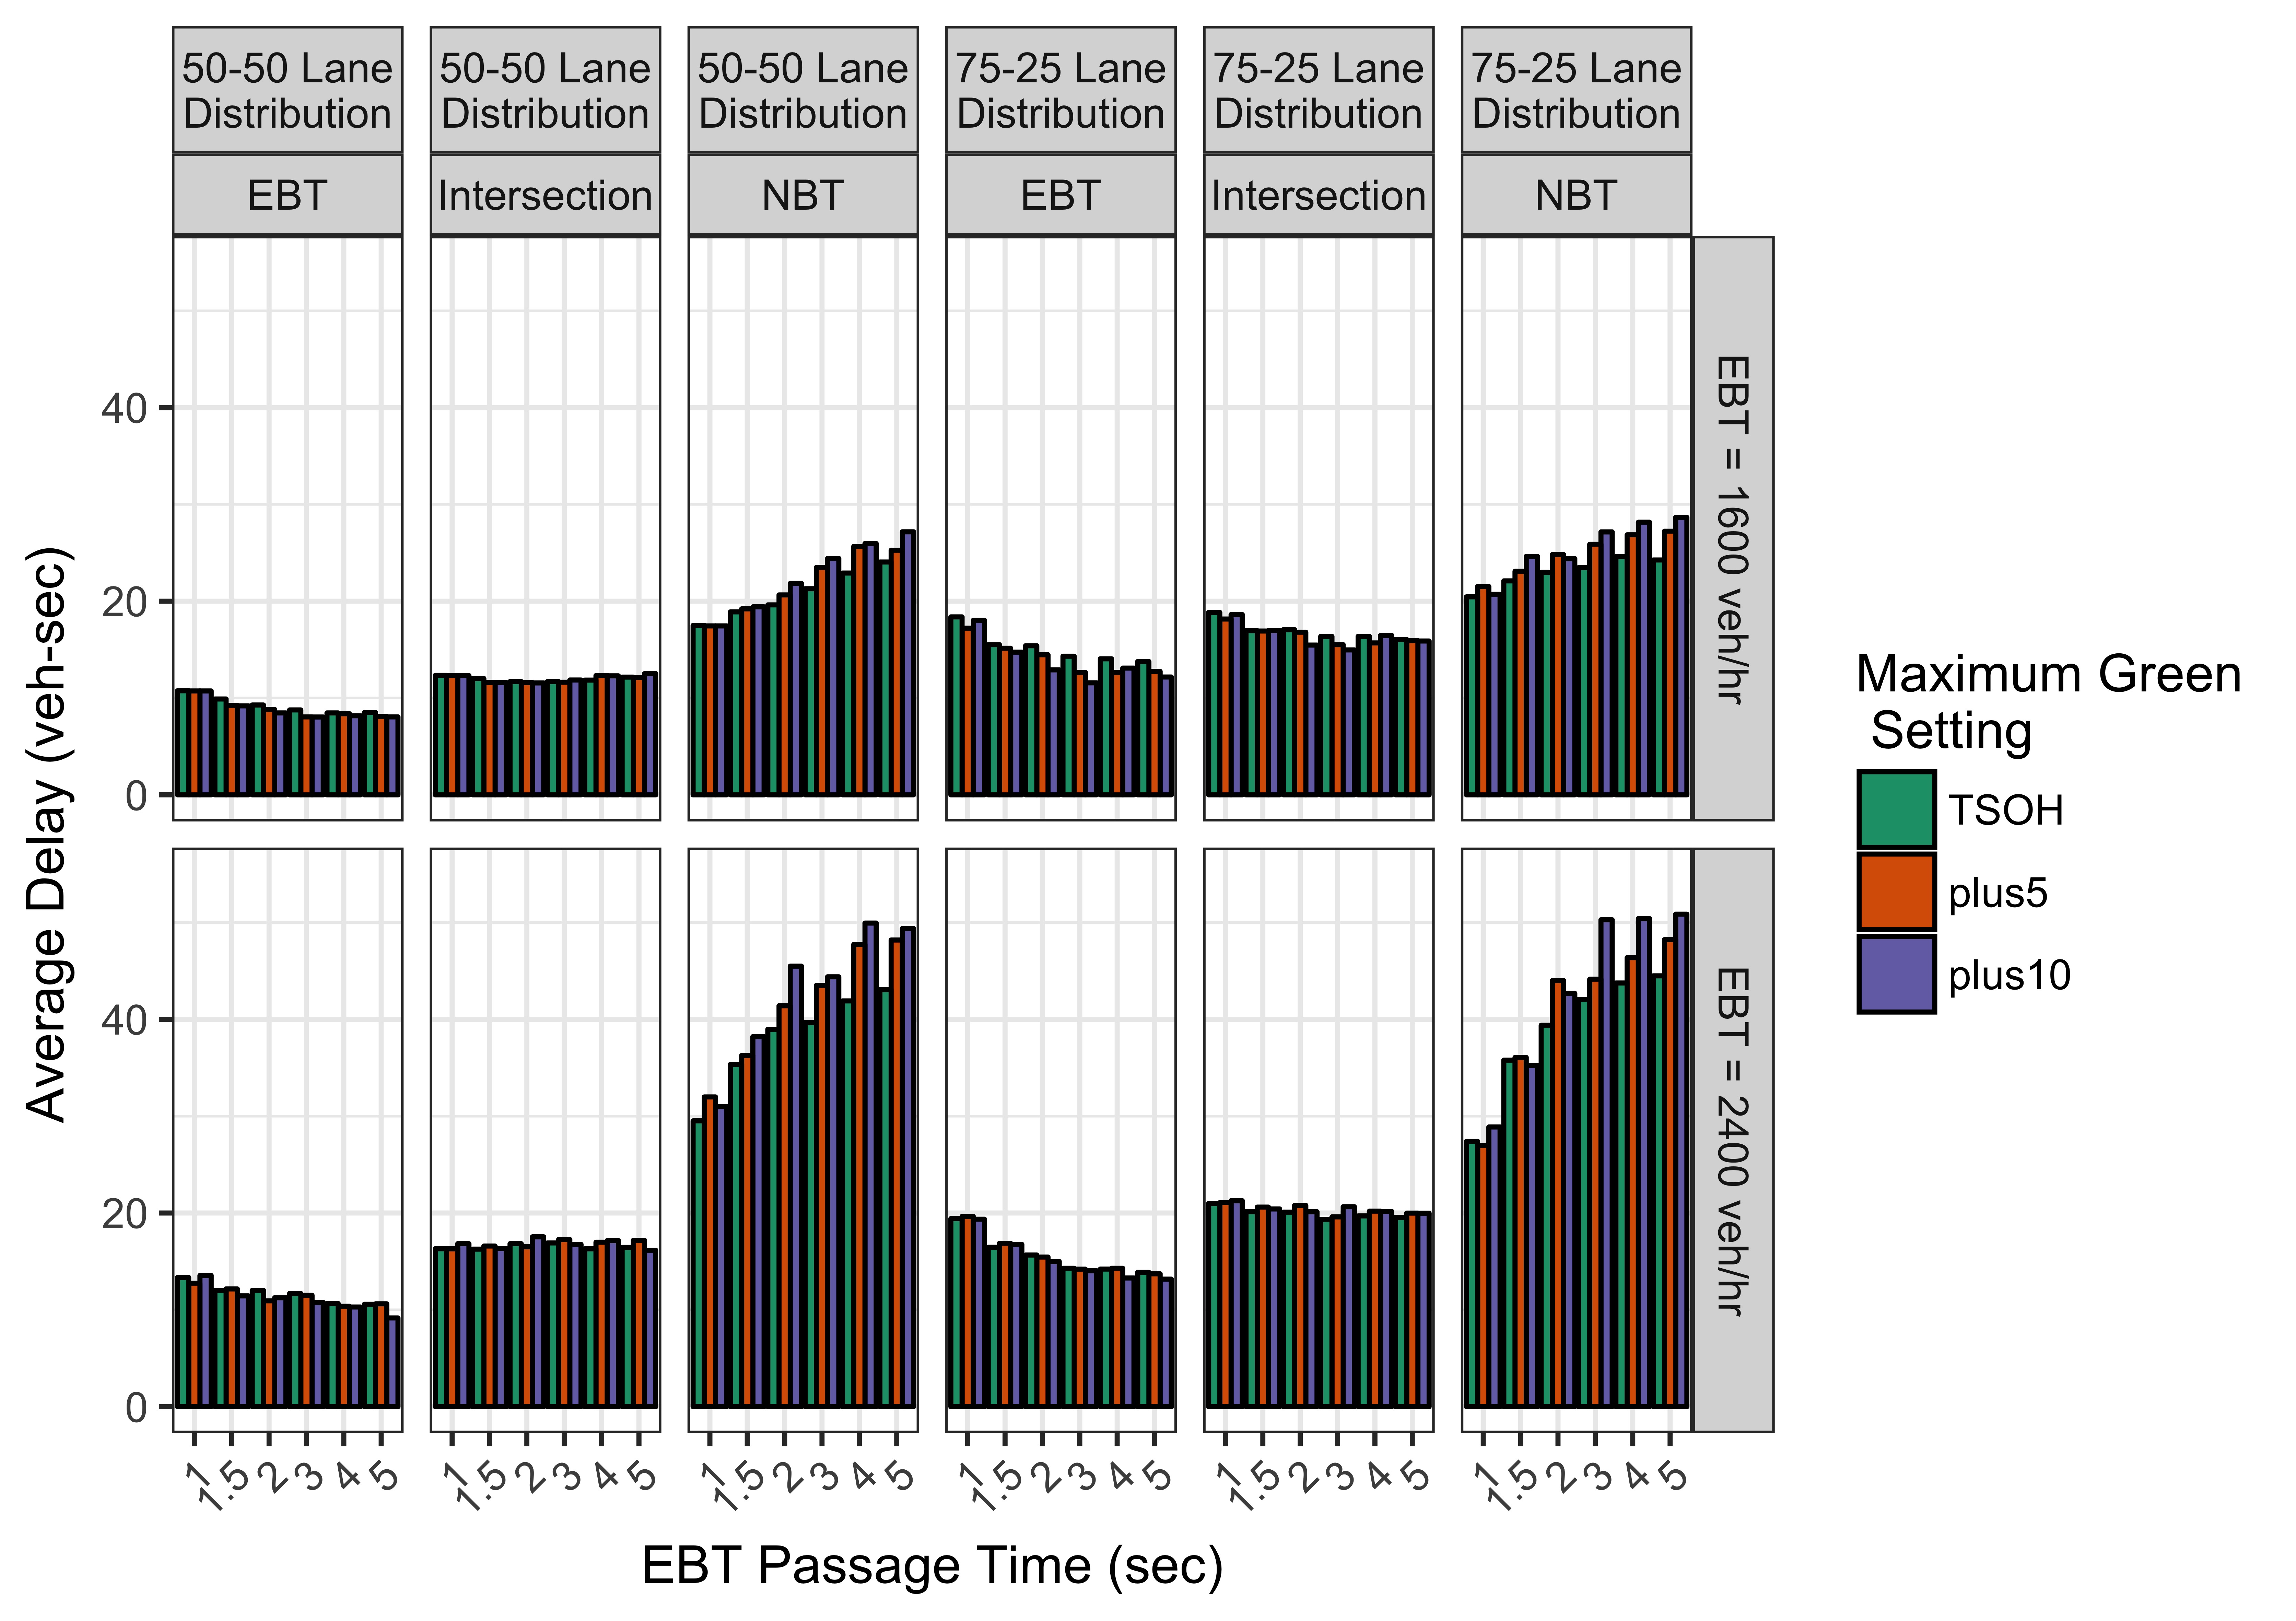 50-50 Lane
Distribution
50-50 Lane
Distribution
50-50 Lane
Distribution
75-25 Lane
Distribution
75-25 Lane
Distribution
75-25 Lane
Distribution
EBT
Intersection
NBT
EBT
Intersection
NBT
40
20
0
EBT = 1600 veh/hr
40
20
0
EBT = 2400 veh/hr
Average Delay (veh-sec)
1
1.5
2
3
4
5
1
1.5
2
3
4
5
1
1.5
2
3
4
5
1
1.5
2
3
4
5
1
1.5
2
3
4
5
1
1.5
2
3
4
5
EBT Passage Time (sec)
Maximum Green
Setting
TSOH
plus5
plus10